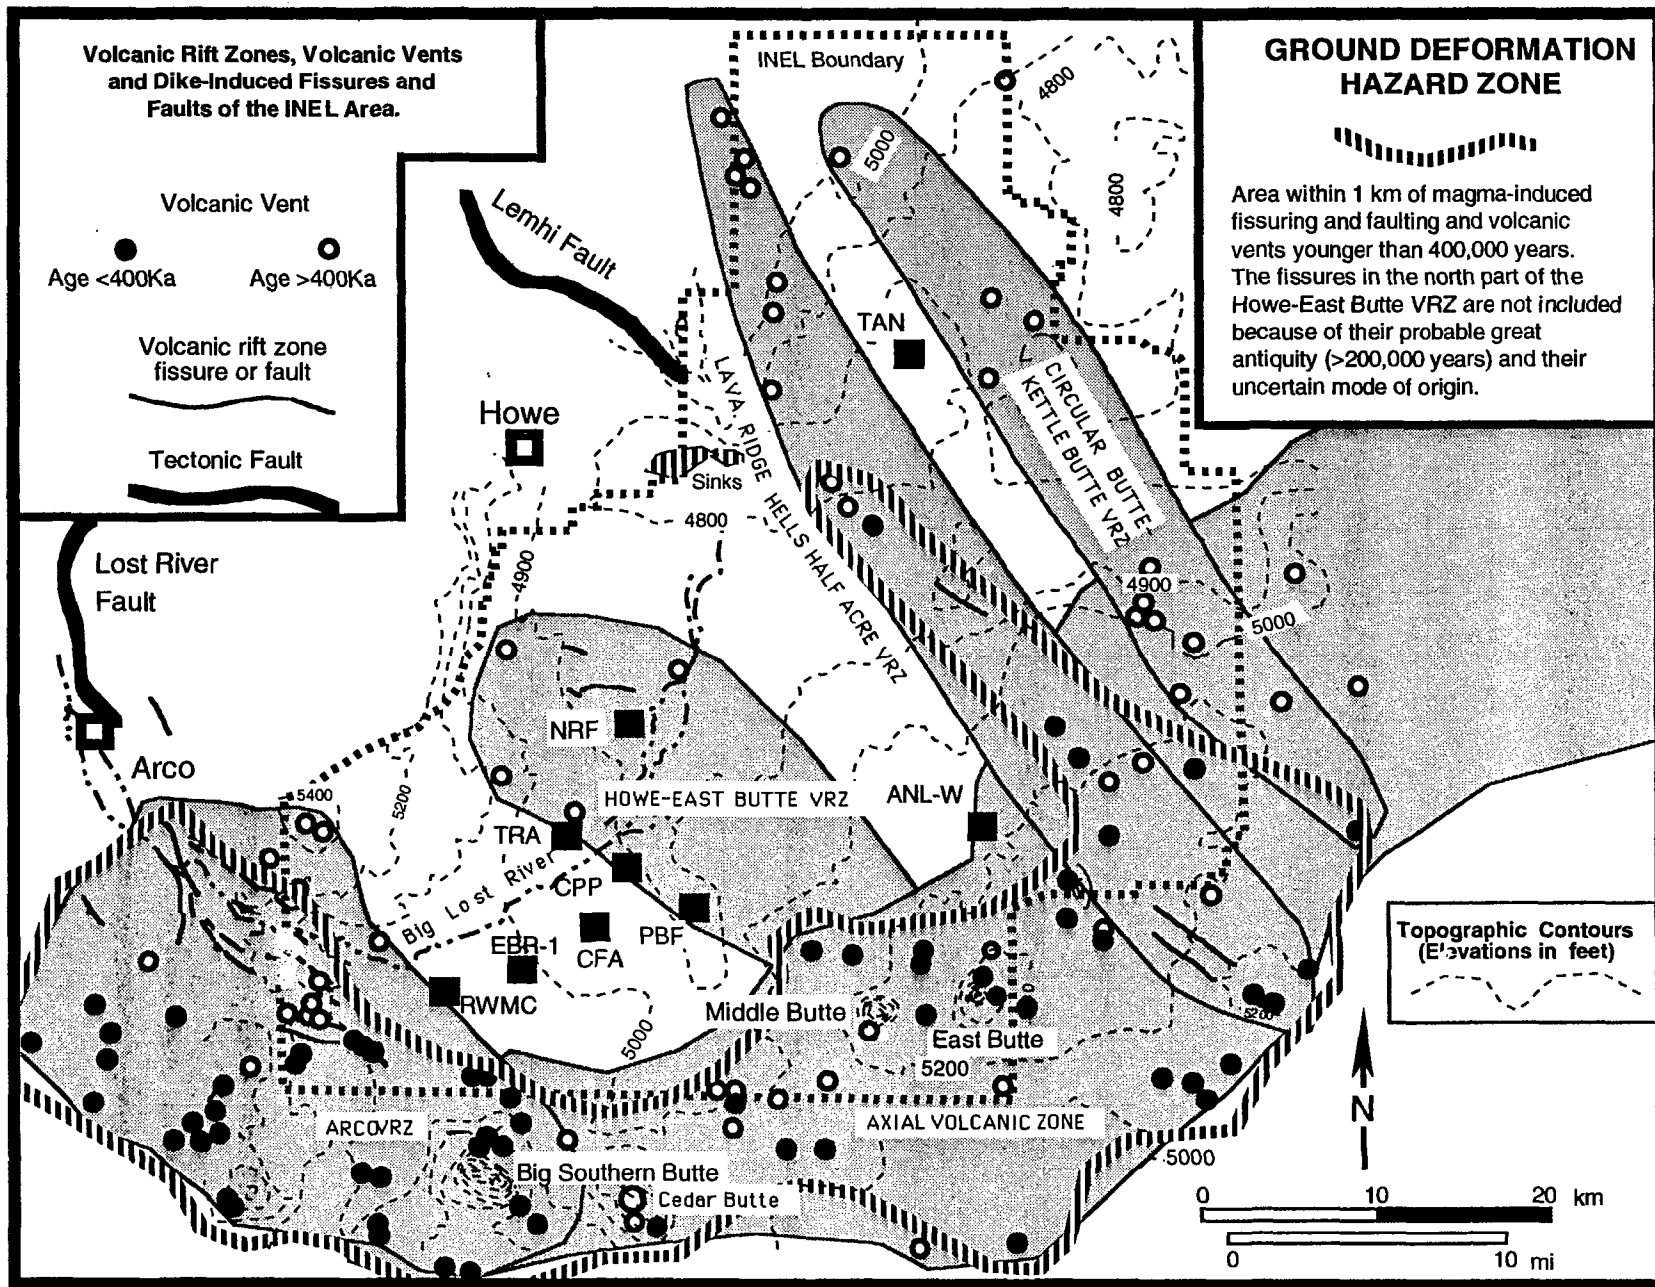 Volcanic Rift Zones, Volcanic Vents
and Dike-Induced Fissures and
Faults of the INEL Area.
Volcanic Vent
Age <400Ka
Age >400Ka
Volcanic rift zone
fissure or fault
Tectonic Fault
GROUND DEFORMATION
HAZARD ZONE
Area within 1 km of magma-induced
fissuring and faulting and volcanic
vents younger than 400,000 years.
The fissures in the north part of the
Howe-East Butte VRZ are not included
because of their probable great
antiquity (>200,000 years) and their
uncertain mode of origin.
INEL Boundary
4800
5000
4800
Lemhi Fault
TAN
LAVA RIDGE HELLS HALF ACRE VRZ
CIRCULAR BUTTE-
KETTLE BUTTE VRZ
Howe
Sinks
4800
4900
4900
5000
Lost River
Fault
Arco
NRF
HOWE-EAST BUTTE VRZ
ANL-W
5400
5200
TRA
Big Lost River
CPP
PBF
EBR-1
CFA
RWMC
Middle Butte
East Butte
5200
5000
5200
ARCO VRZ
AXIAL VOLCANIC ZONE
Big Southern Butte
Cedar Butte
5000
Topographic Contours
(Elevations in feet)
N
0 10 20 km
0 10 mi